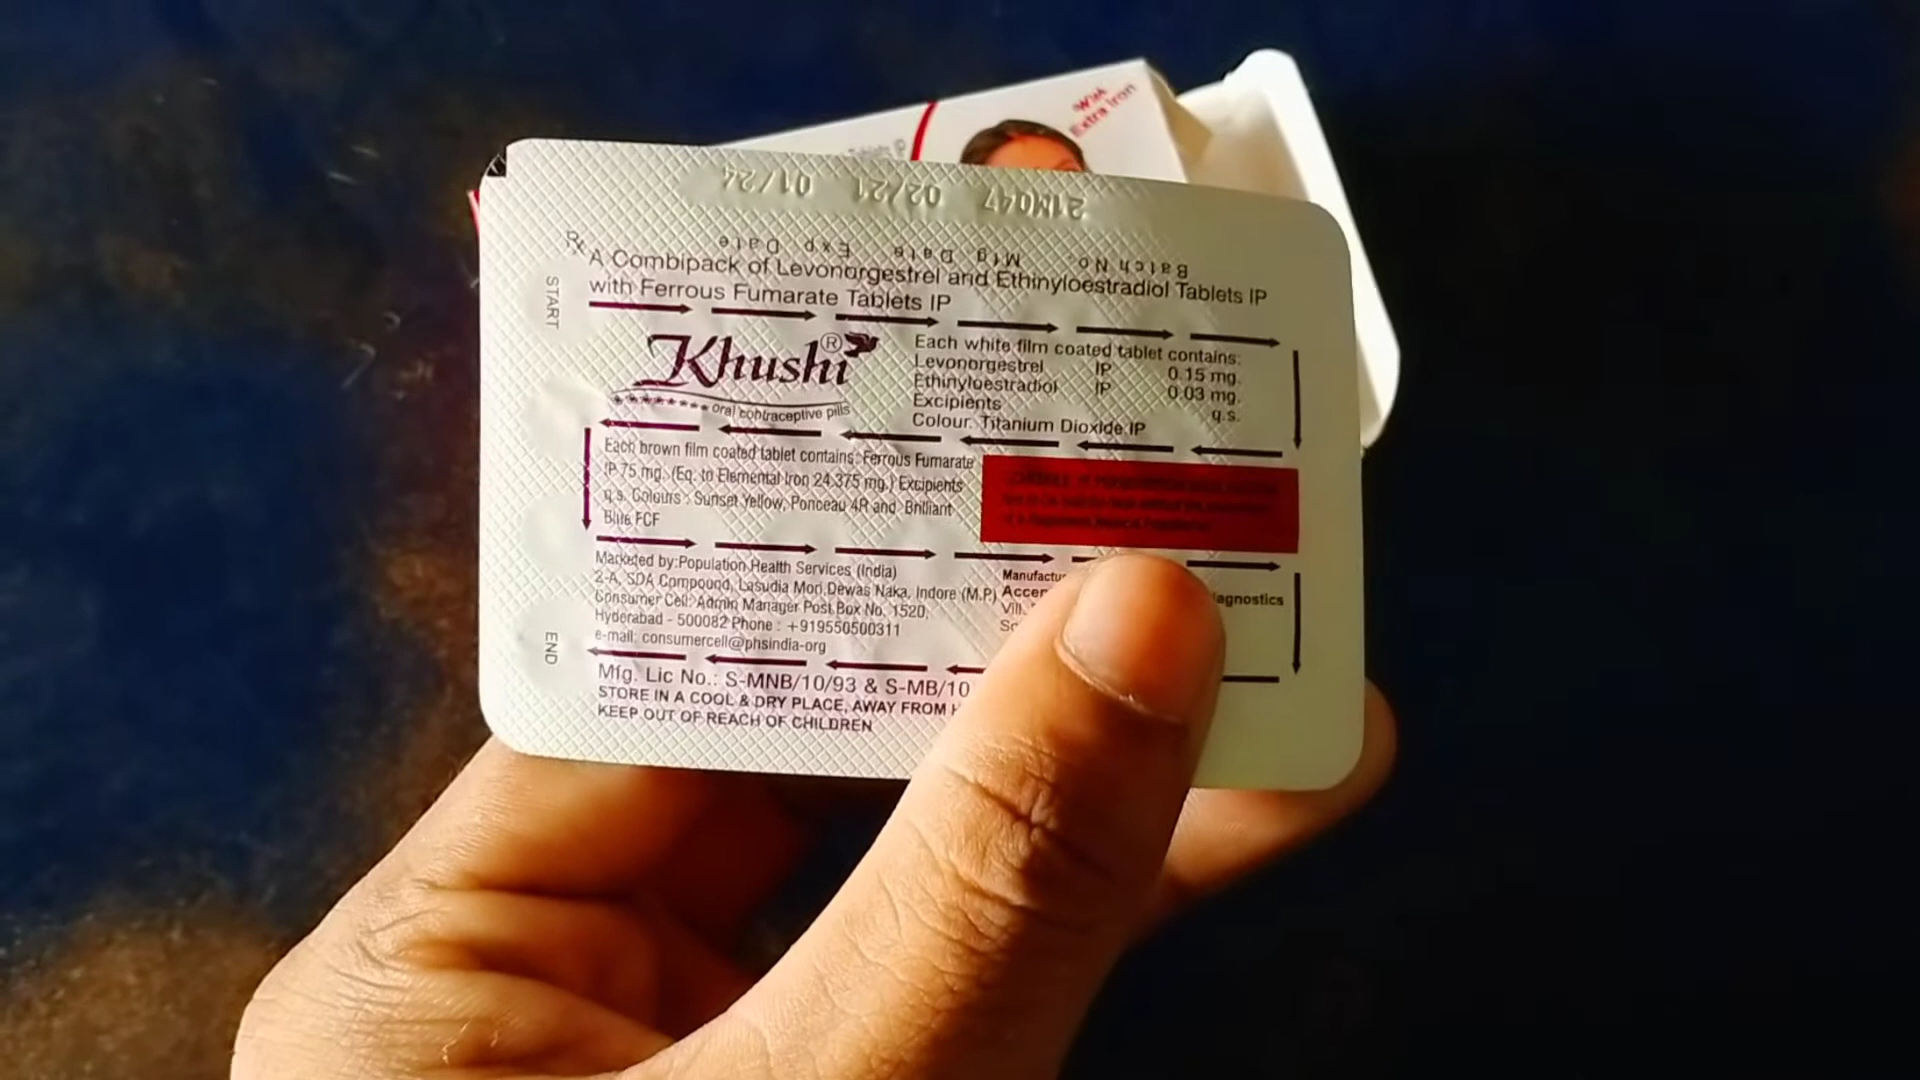 With
Extra Iron
21M047 02/21 01/24
Batch No. Mfg Date Exp Date
Rx A Combipack of Levonorgestrel and Ethinyloestradiol Tablets IP
with Ferrous Fumarate Tablets IP
START
Khushi®
oral contraceptive pills
Each white film coated tablet contains:
Levonorgestrel IP 0.15 mg.
Ethinyloestradiol IP 0.03 mg.
Excipients q.s.
Colour: Titanium Dioxide IP
Each brown film coated tablet contains: Ferrous Fumarate
IP 75 mg. (Eq. to Elemental Iron 24.375 mg.) Excipients
q.s. Colours : Sunset Yellow, Ponceau 4R and Brilliant
Blue FCF
Marketed by:Population Health Services (India)
2-A, SDA Compound, Lasudia Mori,Dewas Naka, Indore (M.P.)
Consumer Cell: Admin Manager Post Box No. 1520,
Hyderabad - 500082 Phone : +919550500311
e-mail: consumercell@phsindia-org
Manufactu
Accen
agnostics
Vill.
END
Mfg. Lic No.: S-MNB/10/93 & S-MB/10
STORE IN A COOL & DRY PLACE, AWAY FROM
KEEP OUT OF REACH OF CHILDREN